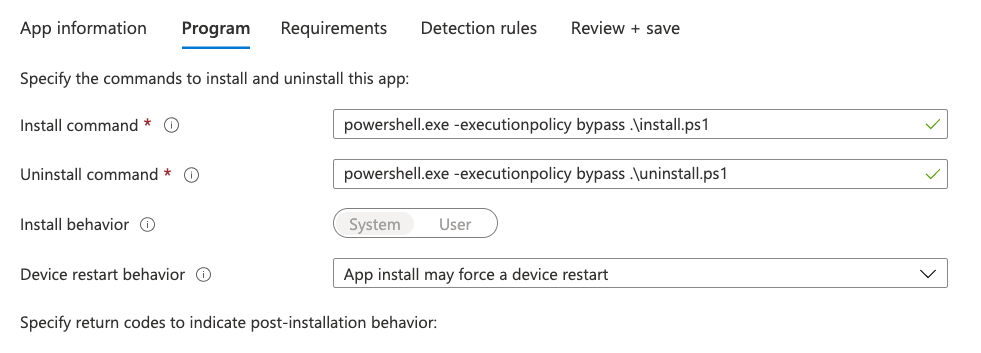 App information Program Requirements Detection rules Review + save
Specify the commands to install and uninstall this app:
Install command * powershell.exe -executionpolicy bypass .\install.ps1
Uninstall command * powershell.exe -executionpolicy bypass .\uninstall.ps1
Install behavior System User
Device restart behavior App install may force a device restart
Specify return codes to indicate post-installation behavior: